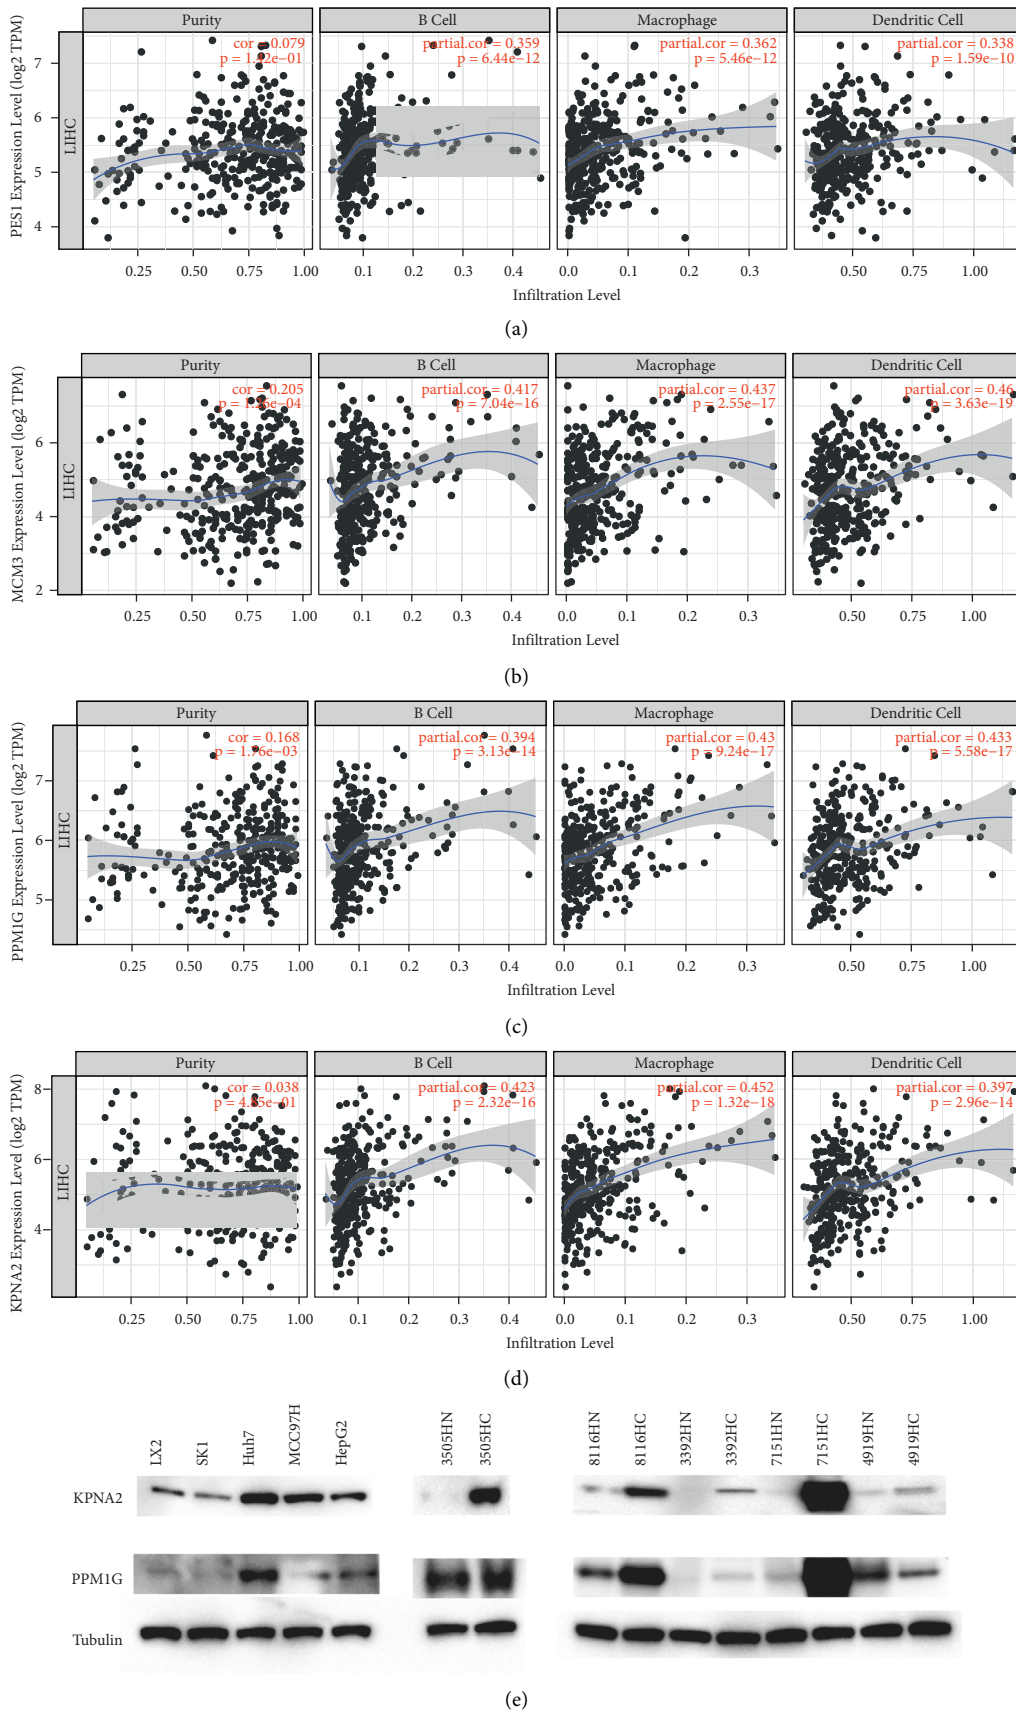 Purity B Cell Macrophage Dendritic Cell
cor = 0.079 partial.cor = 0.359 partial.cor = 0.362 partial.cor = 0.338
p = 1.42e−01 p = 6.44e−12 p = 5.46e−12 p = 1.59e−10
PES1 Expression Level (log2 TPM)
LIHC
7
6
5
4
0.25 0.50 0.75 1.00 0.1 0.2 0.3 0.4 0.0 0.1 0.2 0.3 0.50 0.75 1.00
Infiltration Level
(a)
Purity B Cell Macrophage Dendritic Cell
cor = 0.205 partial.cor = 0.417 partial.cor = 0.437 partial.cor = 0.46
p = 7.04e−16 p = 2.55e−17 p = 3.63e−19
MCM3 Expression Level (log2 TPM)
LIHC
6
4
2
0.25 0.50 0.75 1.00 0.1 0.2 0.3 0.4 0.0 0.1 0.2 0.3 0.50 0.75 1.00
Infiltration Level
(b)
Purity B Cell Macrophage Dendritic Cell
cor = 0.168 partial.cor = 0.394 partial.cor = 0.43 partial.cor = 0.433
p = 1.76e−03 p = 3.13e−14 p = 9.24e−17 p = 5.58e−17
PPM1G Expression Level (log2 TPM)
LIHC
7
6
5
0.25 0.50 0.75 1.00 0.1 0.2 0.3 0.4 0.0 0.1 0.2 0.3 0.50 0.75 1.00
Infiltration Level
(c)
Purity B Cell Macrophage Dendritic Cell
cor = 0.038 partial.cor = 0.423 partial.cor = 0.452 partial.cor = 0.397
p = 4.85e−01 p = 2.32e−16 p = 1.32e−18 p = 2.96e−14
KPNA2 Expression Level (log2 TPM)
LIHC
8
6
4
0.25 0.50 0.75 1.00 0.1 0.2 0.3 0.4 0.0 0.1 0.2 0.3 0.50 0.75 1.00
Infiltration Level
(d)
LX2 SK1 Huh7 MCC97H HepG2 3505HN 3505HC 8116HN 8116HC 3392HN 3392HC 7151HN 7151HC 4919HN 4919HC
KPNA2
PPM1G
Tubulin
(e)